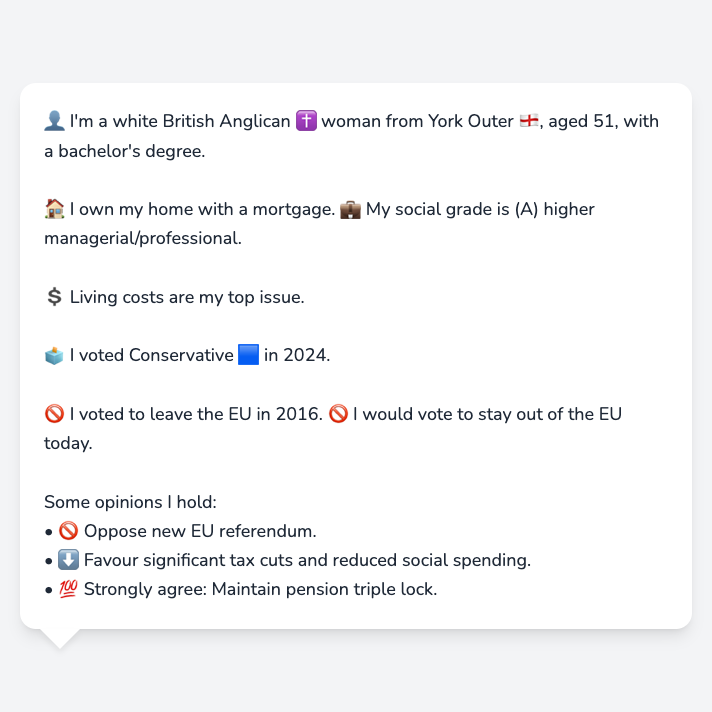 👤 I'm a white British Anglican ✝️ woman from York Outer 🏴󠁧󠁢󠁥󠁮󠁧󠁿, aged 51, with
a bachelor's degree.
🏠 I own my home with a mortgage. 💼 My social grade is (A) higher
managerial/professional.
💲 Living costs are my top issue.
🗳️ I voted Conservative 🟦 in 2024.
🚫 I voted to leave the EU in 2016. 🚫 I would vote to stay out of the EU
today.
Some opinions I hold:
• 🚫 Oppose new EU referendum.
• ⬇️ Favour significant tax cuts and reduced social spending.
• 💯 Strongly agree: Maintain pension triple lock.